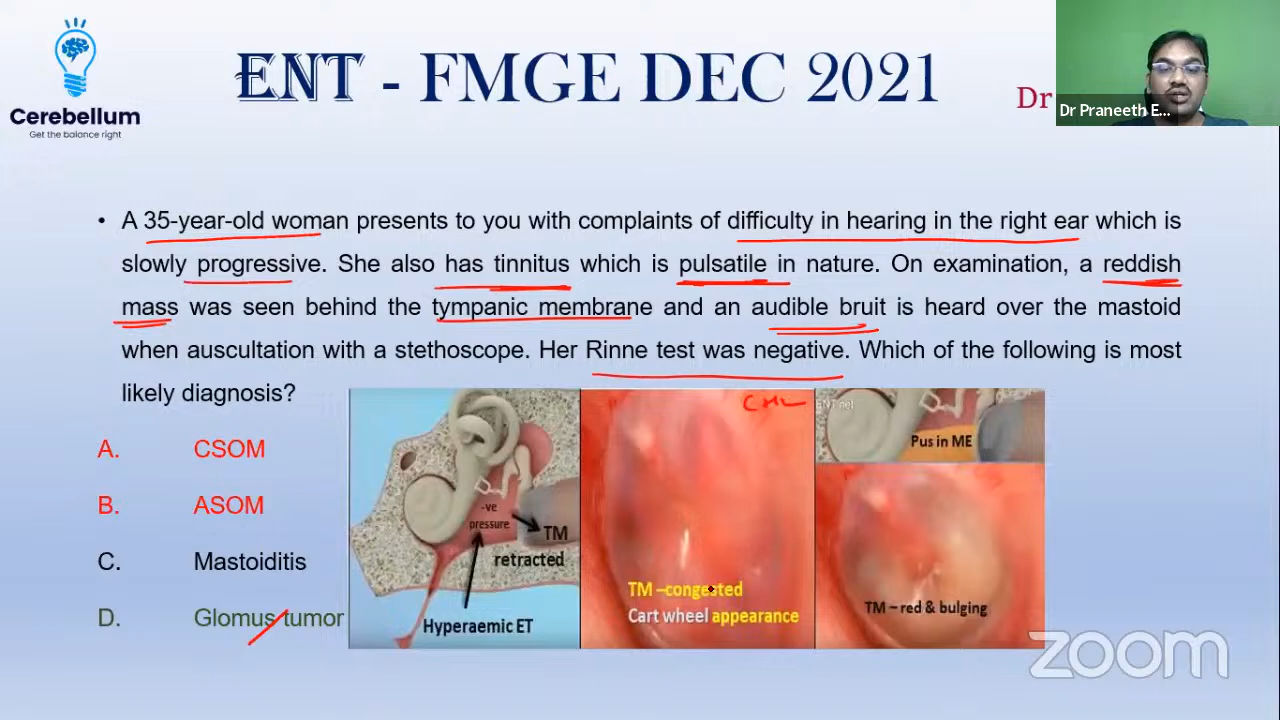 ENT - FMGE DEC 2021
Cerebellum
Get the balance right
Dr
Dr Praneeth E...
• A 35-year-old woman presents to you with complaints of difficulty in hearing in the right ear which is
slowly progressive. She also has tinnitus which is pulsatile in nature. On examination, a reddish
mass was seen behind the tympanic membrane and an audible bruit is heard over the mastoid
when auscultation with a stethoscope. Her Rinne test was negative. Which of the following is most
likely diagnosis?
A. CSOM
B. ASOM
C. Mastoiditis
D. Glomus tumor
-ve
pressure
TM
retracted
Hyperaemic ET
CHL
TM –congested
Cart wheel appearance
ENT net
Pus in ME
TM – red & bulging
zoom